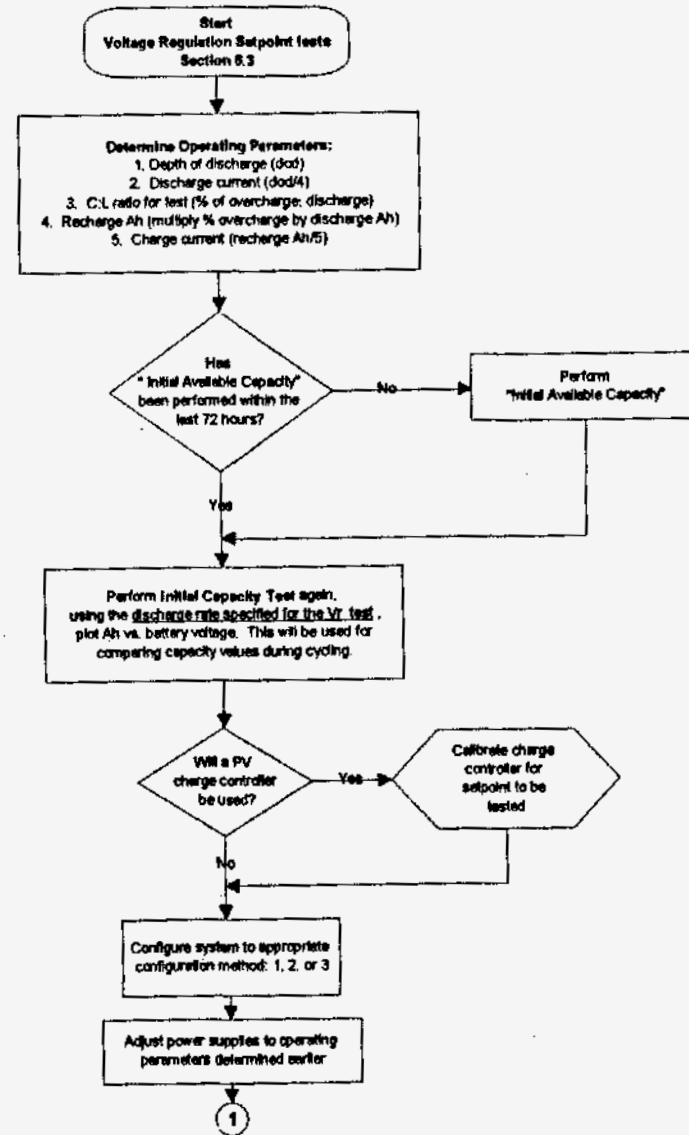 Start
Voltage Regulation Setpoint tests
Section 6.3
Determine Operating Parameters:
1. Depth of discharge (dod)
2. Discharge current (dod/4)
3. C:L ratio for test (% of overcharge: discharge)
4. Recharge Ah (multiply % overcharge by discharge Ah)
5. Charge current (recharge Ah/5)
Has
" Initial Available Capacity"
been performed within the
last 72 hours?
No
Perform
"Initial Available Capacity"
Yes
Perform Initial Capacity Test again,
using the discharge rate specified for the Vr test ,
plot Ah vs. battery voltage. This will be used for
comparing capacity values during cycling.
Will a PV
charge controller
be used?
Yes
Calibrate charge
controller for
setpoint to be
tested
No
Configure system to appropriate
configuration method: 1, 2, or 3
Adjust power supplies to operating
parameters determined earlier
1